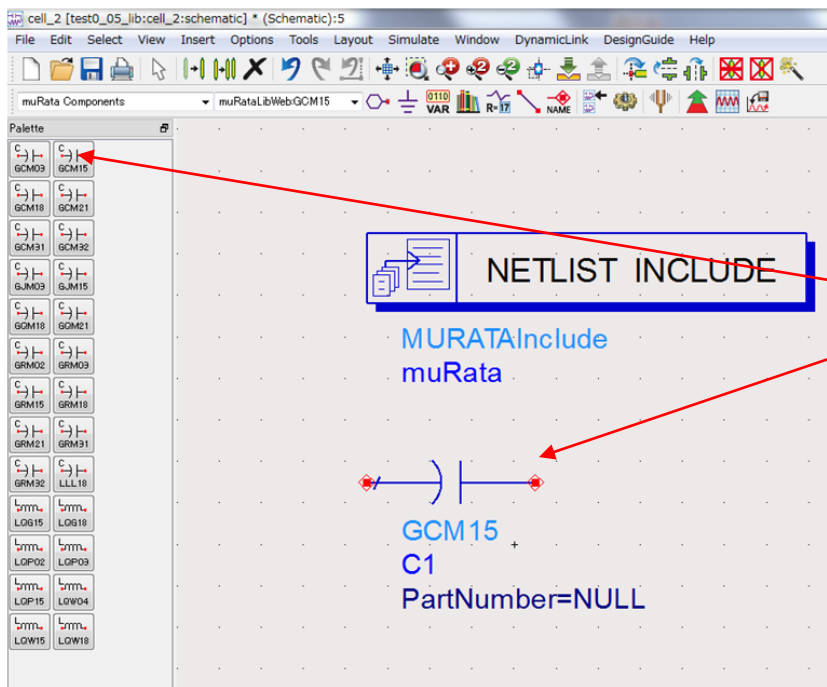 cell_2 [test0_05_lib:cell_2:schematic] * (Schematic):5
File Edit Select View Insert Options Tools Layout Simulate Window DynamicLink DesignGuide Help
muRata Components muRataLibWeb:GCM15 0110 VAR R=17 NAME
Palette
C C
GCM03 GCM15
C C
GCM18 GCM21
C C
GCM31 GCM32
C C
GJM03 GJM15
C C
GQM18 GQM21
C C
GRM02 GRM03
C C
GRM15 GRM18
C C
GRM21 GRM31
C C
GRM32 LLL18
L L
LQG15 LQG18
L L
LQP02 LQP03
L L
LQP15 LQW04
L L
LQW15 LQW18
NETLIST INCLUDE
MURATAInclude
muRata
GCM15
C1
PartNumber=NULL